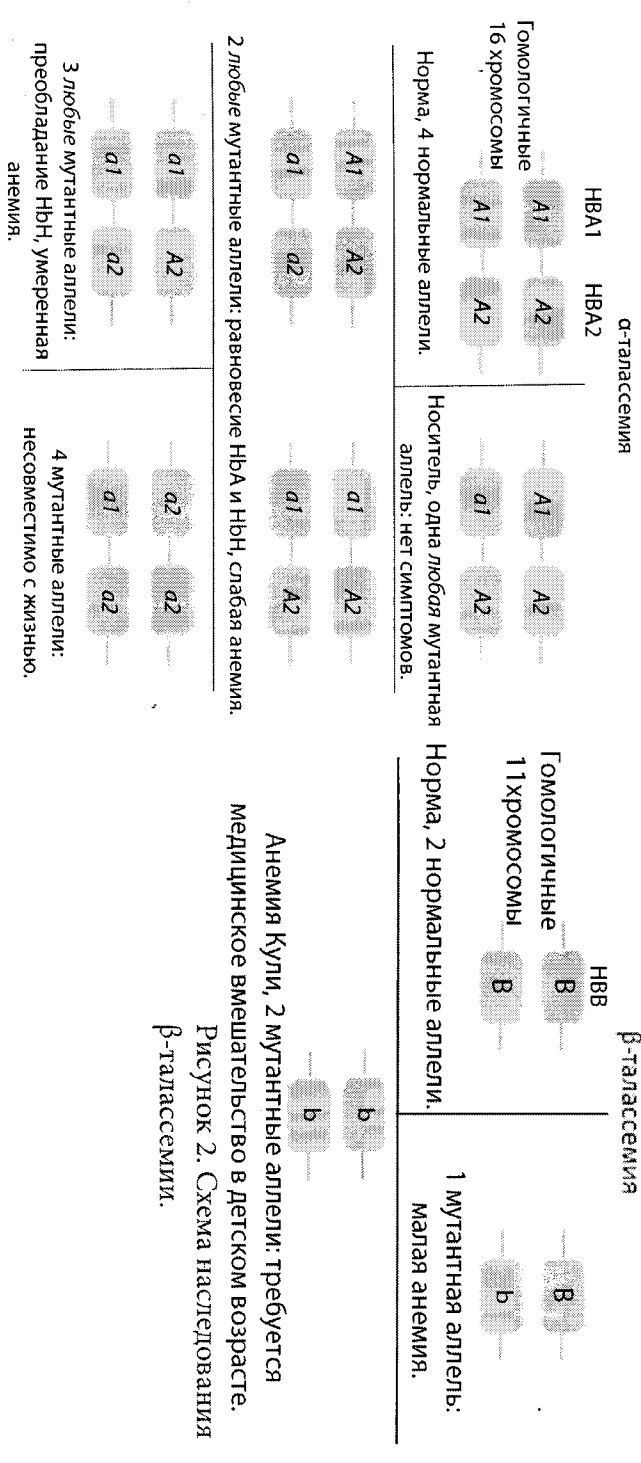 α-талассемия
HBA1 HBA2
Гомологичные
16 хромосомы
A1 A2
A1 A2
Норма, 4 нормальные аллели.
A1 A2
a1 A2
Носитель, одна любая мутантная
аллель: нет симптомов.
A1 A2
a1 a2
a1 A2
a1 A2
2 любые мутантные аллели: равновесие HbA и HbH, слабая анемия.
a1 A2
a1 a2
3 любые мутантные аллели:
преобладание HbH, умеренная
анемия.
a2 a2
a1 a2
4 мутантные аллели:
несовместимо с жизнью.
β-талассемия
HBB
Гомологичные
11хромосомы
B
B
Норма, 2 нормальные аллели.
B
b
1 мутантная аллель:
малая анемия.
b
b
Анемия Кули, 2 мутантные аллели: требуется
медицинское вмешательство в детском возрасте.
Рисунок 2. Схема наследования
β-талассемии.